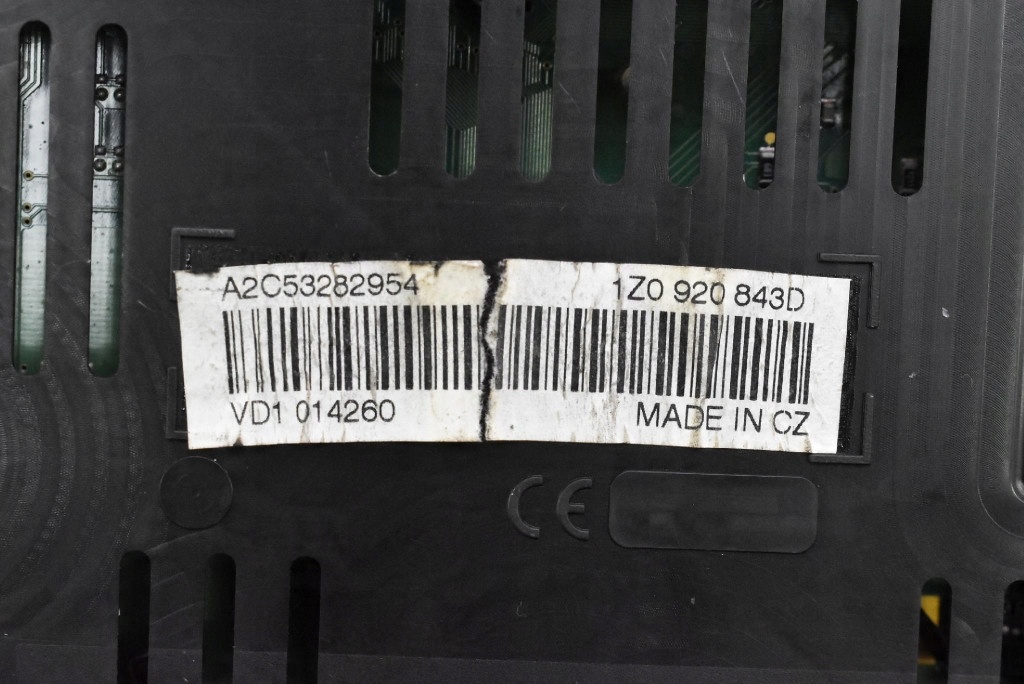 A2C53282954 1Z0 920 843D
VD1 014260 MADE IN CZ
CE